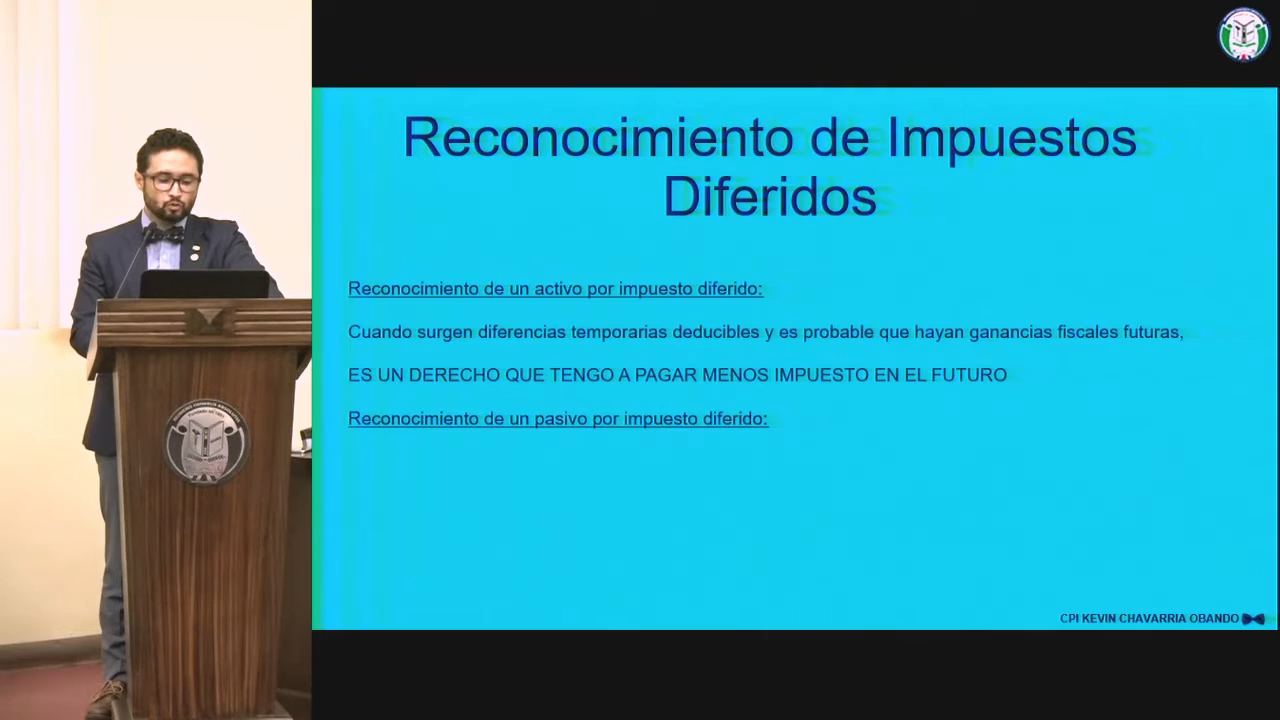 Reconocimiento de Impuestos
Diferidos
Reconocimiento de un activo por impuesto diferido:
Cuando surgen diferencias temporarias deducibles y es probable que hayan ganancias fiscales futuras,
ES UN DERECHO QUE TENGO A PAGAR MENOS IMPUESTO EN EL FUTURO
Reconocimiento de un pasivo por impuesto diferido:
CPI KEVIN CHAVARRIA OBANDO